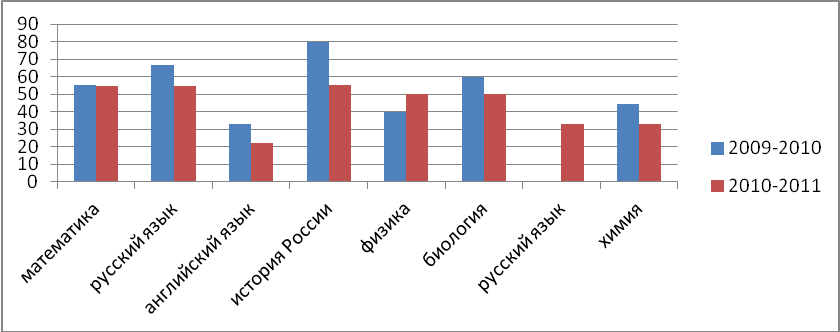 90
80
70
60
50
40
30
20
10
0
математика
русский язык
английский язык
история России
физика
биология
русский язык
химия
2009-2010
2010-2011